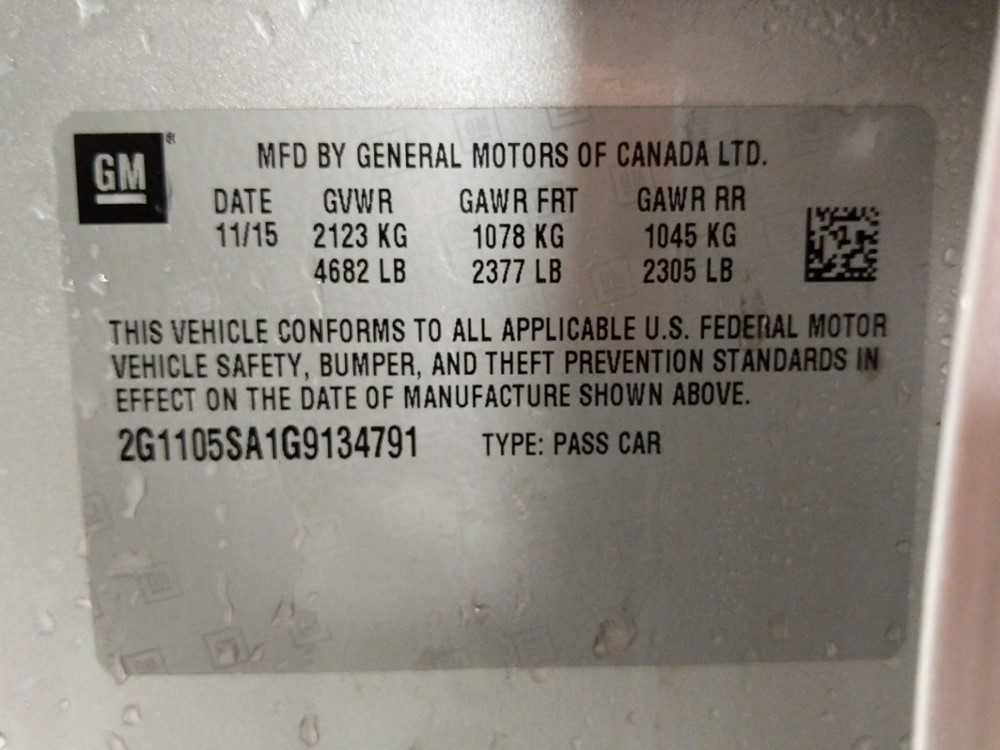 GM ®
MFD BY GENERAL MOTORS OF CANADA LTD.
DATE GVWR GAWR FRT GAWR RR
11/15 2123 KG 1078 KG 1045 KG
4682 LB 2377 LB 2305 LB
THIS VEHICLE CONFORMS TO ALL APPLICABLE U.S. FEDERAL MOTOR
VEHICLE SAFETY, BUMPER, AND THEFT PREVENTION STANDARDS IN
EFFECT ON THE DATE OF MANUFACTURE SHOWN ABOVE.
2G1105SA1G9134791 TYPE: PASS CAR